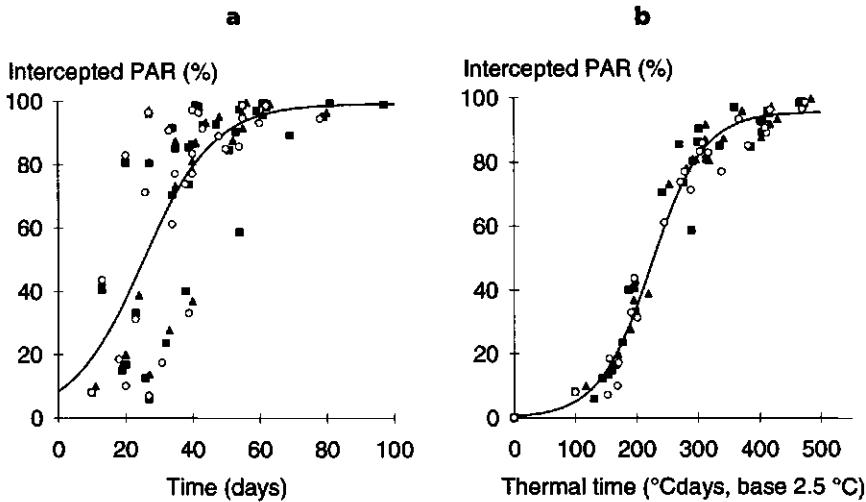 a
Intercepted PAR (%)
100
80
60
40
20
0
0 20 40 60 80 100
Time (days)
b
Intercepted PAR (%)
100
80
60
40
20
0
0 100 200 300 400 500
Thermal time (°Cdays, base 2.5 °C)